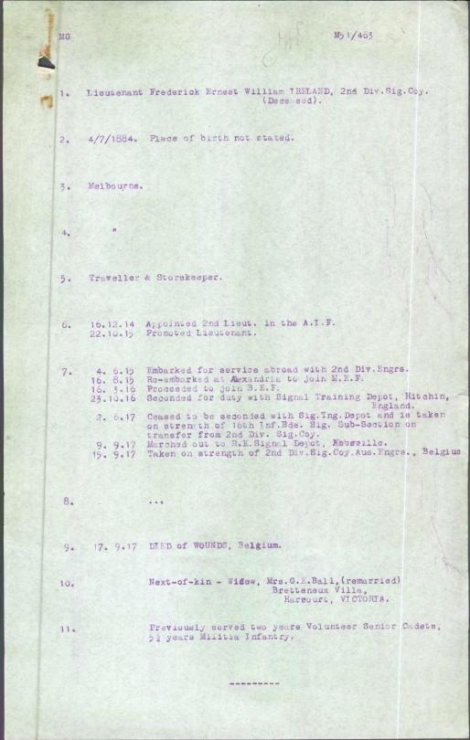 MG M51/463
1. Lieutenant Frederick Ernest William IRELAND, 2nd Div.Sig.Coy.
(Deceased).
2. 4/7/1884. Place of birth not stated.
3. Melbourne.
4. "
5. Traveller & Storekeeper.
6. 16.12.14 Appointed 2nd Lieut. in the A.I.F.
22.10.15 Promoted Lieutenant.
7. 4. 6.15 Embarked for service abroad with 2nd Div.Engrs.
16. 8.15 Re-embarked at Alexandria to join M.E.F.
16. 3.16 Proceeded to join B.E.F.
23.10.16 Seconded for duty with Signal Training Depot, Hitchin,
England.
2. 6.17 Ceased to be seconded with Sig.Tng.Depot and is taken
on strength of 16th Inf.Bde. Sig. Sub-Section on
transfer from 2nd Div. Sig.Coy.
9. 9.17 Marched out to R.E.Signal Depot, Abbeville.
15. 9.17 Taken on strength of 2nd Div.Sig.Coy.Aus.Engrs., Belgium
8. ...
9. 17. 9.17 DIED of WOUNDS, Belgium.
10. Next-of-kin - Widow, Mrs.G.E.Ball,(remarried)
Bretteneux Villa,
Harcourt, VICTORIA.
11. Previously served two years Volunteer Senior Cadets,
5½ years Militia Infantry.
---------